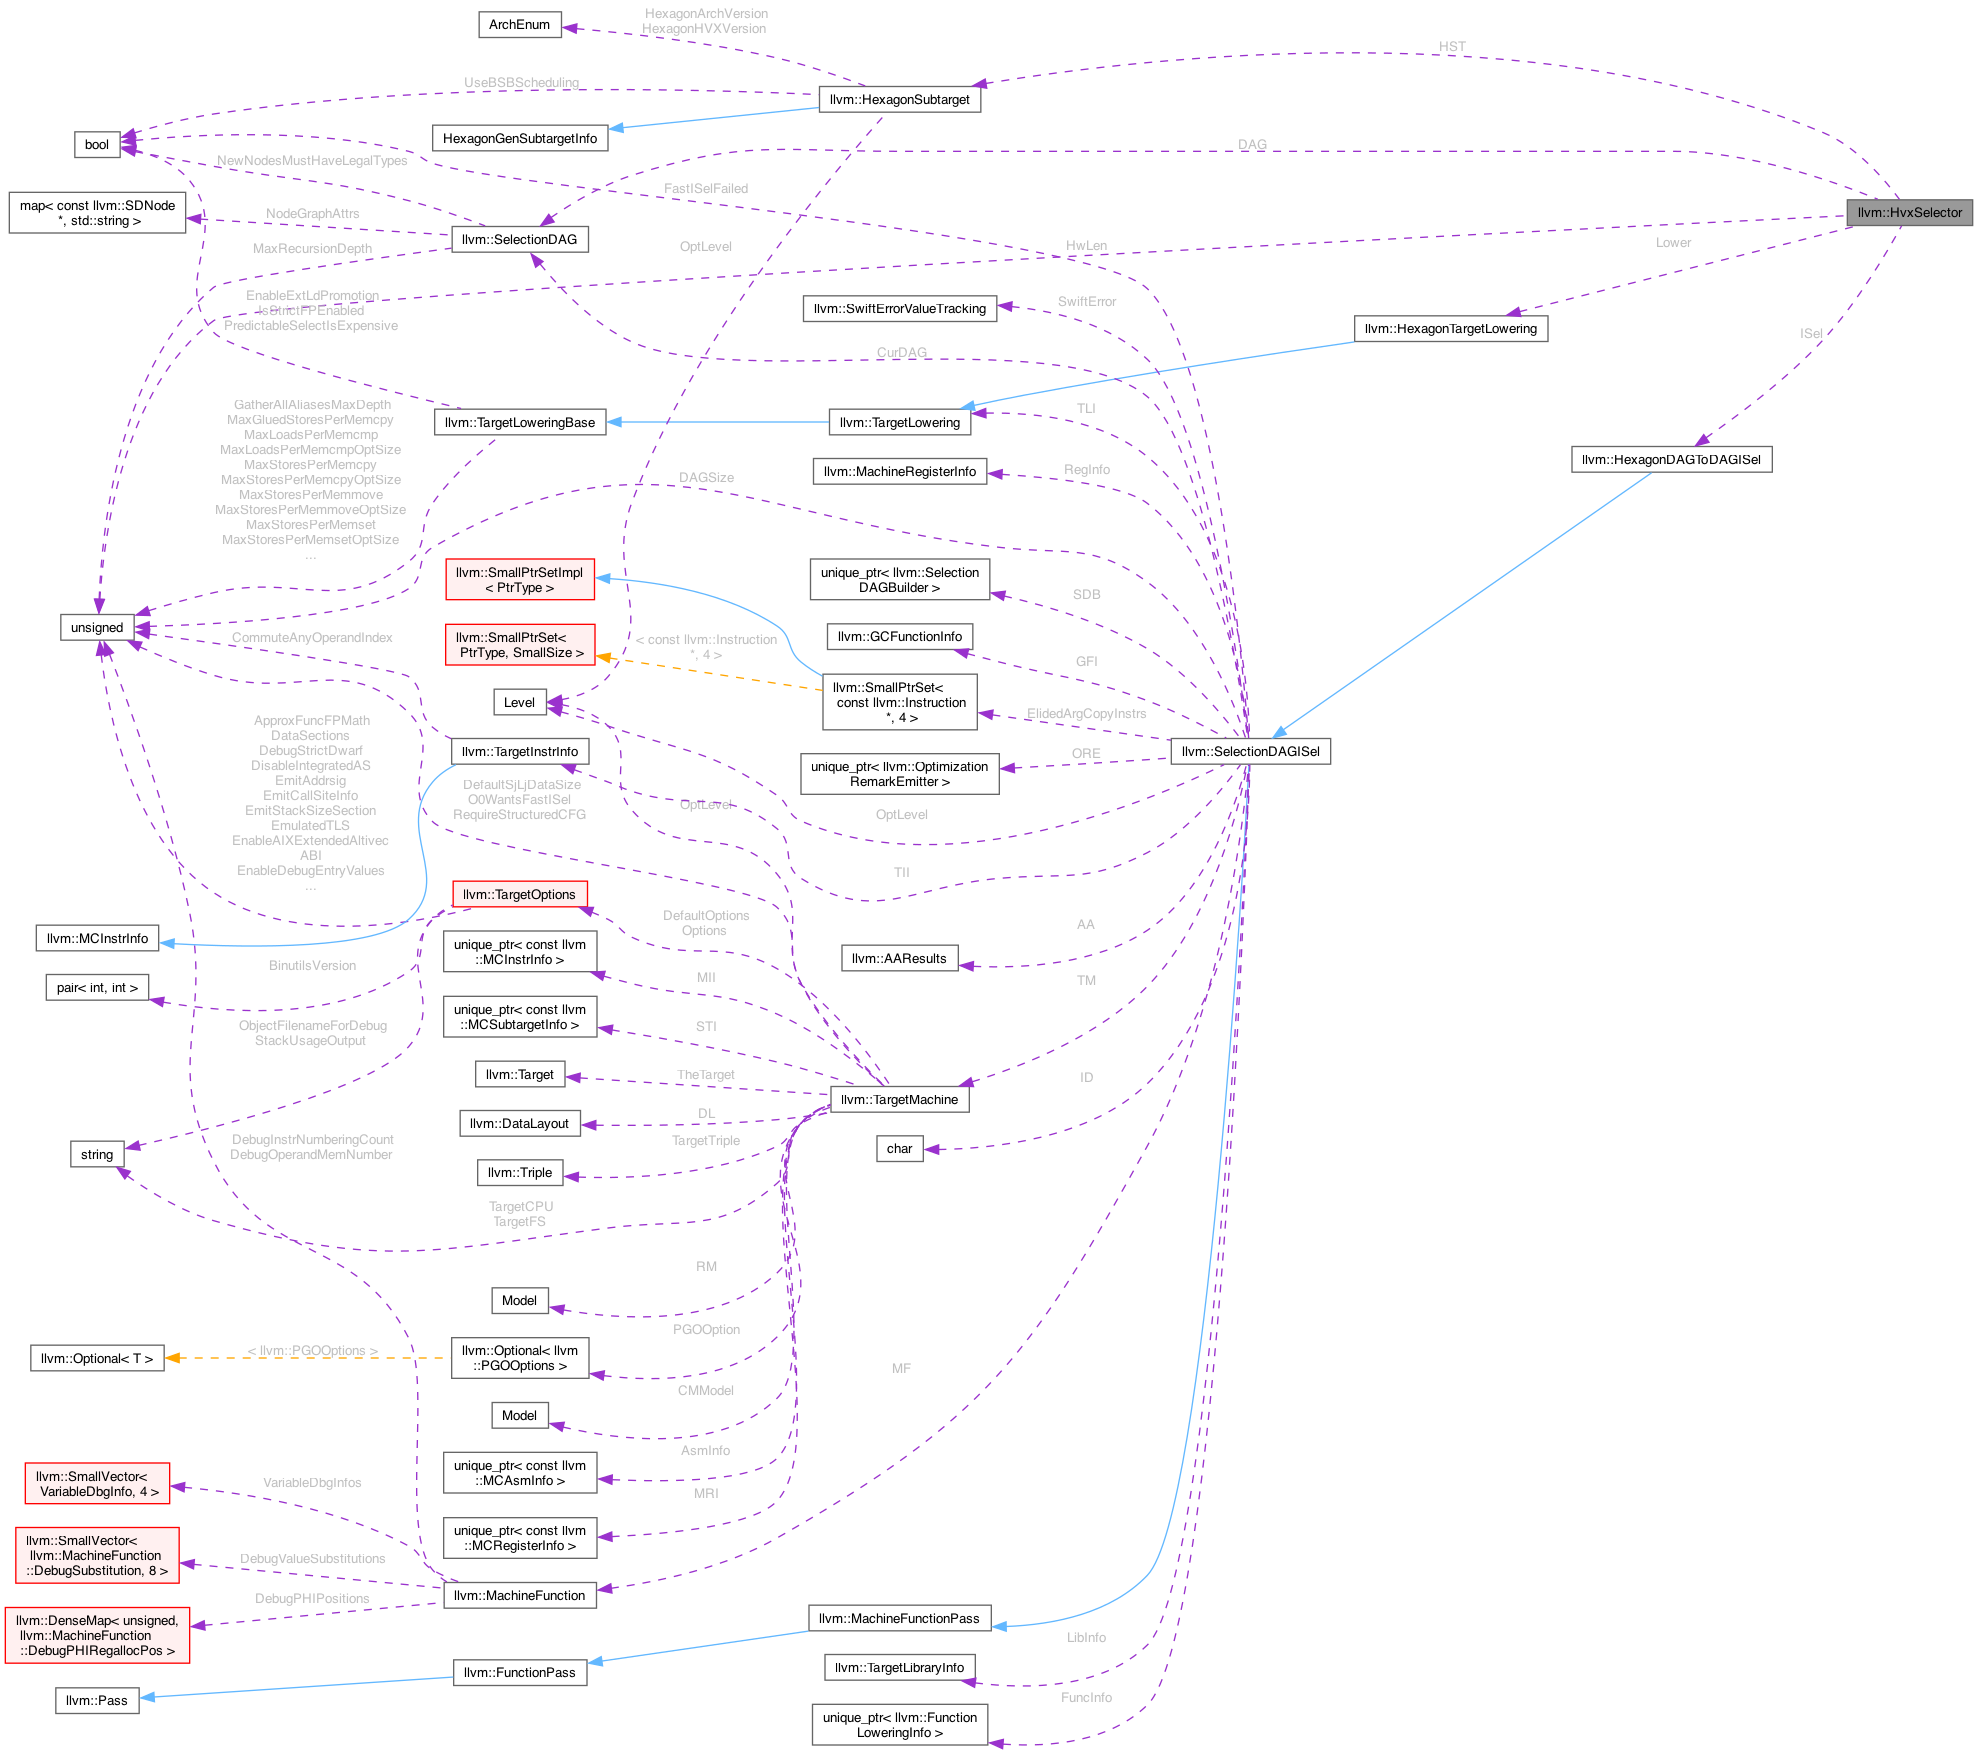 HexagonArchVersion
HexagonHVXVersion
ArchEnum
HST
UseBSBScheduling
llvm::HexagonSubtarget
HexagonGenSubtargetInfo
bool
DAG
NewNodesMustHaveLegalTypes
FastISelFailed
map< const llvm::SDNode
*, std::string >
NodeGraphAttrs
llvm::HvxSelector
llvm::SelectionDAG
MaxRecursionDepth
OptLevel
HwLen
Lower
EnableExtLdPromotion
IsStrictFPEnabled
PredictableSelectIsExpensive
llvm::SwiftErrorValueTracking
SwiftError
llvm::HexagonTargetLowering
ISel
CurDAG
GatherAllAliasesMaxDepth
MaxGluedStoresPerMemcpy
MaxLoadsPerMemcmp
MaxLoadsPerMemcmpOptSize
MaxStoresPerMemcpy
MaxStoresPerMemcpyOptSize
MaxStoresPerMemmove
MaxStoresPerMemmoveOptSize
MaxStoresPerMemset
MaxStoresPerMemsetOptSize
...
llvm::TargetLoweringBase
llvm::TargetLowering
TLI
llvm::HexagonDAGToDAGISel
llvm::MachineRegisterInfo
RegInfo
DAGSize
llvm::SmallPtrSetImpl
< PtrType >
unique_ptr< llvm::Selection
DAGBuilder >
SDB
unsigned
CommuteAnyOperandIndex
llvm::SmallPtrSet<
PtrType, SmallSize >
< const llvm::Instruction
*, 4 >
llvm::GCFunctionInfo
GFI
Level
llvm::SmallPtrSet<
const llvm::Instruction
*, 4 >
ElidedArgCopyInstrs
ApproxFuncFPMath
DataSections
DebugStrictDwarf
DisableIntegratedAS
EmitAddrsig
EmitCallSiteInfo
EmitStackSizeSection
EmulatedTLS
EnableAIXExtendedAltivec
ABI
EnableDebugEntryValues
...
llvm::TargetInstrInfo
llvm::SelectionDAGISel
unique_ptr< llvm::Optimization
RemarkEmitter >
ORE
DefaultSjLjDataSize
O0WantsFastISel
RequireStructuredCFG
OptLevel
OptLevel
TII
llvm::TargetOptions
DefaultOptions
Options
AA
llvm::MCInstrInfo
unique_ptr< const llvm
::MCInstrInfo >
llvm::AAResults
BinutilsVersion
pair< int, int >
MII
TM
unique_ptr< const llvm
::MCSubtargetInfo >
STI
ObjectFilenameForDebug
StackUsageOutput
llvm::Target
TheTarget
ID
llvm::TargetMachine
llvm::DataLayout
DL
TargetTriple
char
DebugInstrNumberingCount
DebugOperandMemNumber
string
llvm::Triple
TargetCPU
TargetFS
RM
Model
PGOOption
llvm::Optional< T >
< llvm::PGOOptions >
llvm::Optional< llvm
::PGOOptions >
MF
CMModel
Model
AsmInfo
unique_ptr< const llvm
::MCAsmInfo >
llvm::SmallVector<
VariableDbgInfo, 4 >
VariableDbgInfos
MRI
unique_ptr< const llvm
::MCRegisterInfo >
llvm::SmallVector<
llvm::MachineFunction
::DebugSubstitution, 8 >
DebugValueSubstitutions
llvm::MachineFunction
DebugPHIPositions
llvm::DenseMap< unsigned,
llvm::MachineFunction
::DebugPHIRegallocPos >
llvm::MachineFunctionPass
LibInfo
llvm::FunctionPass
llvm::TargetLibraryInfo
llvm::Pass
FuncInfo
unique_ptr< llvm::Function
LoweringInfo >